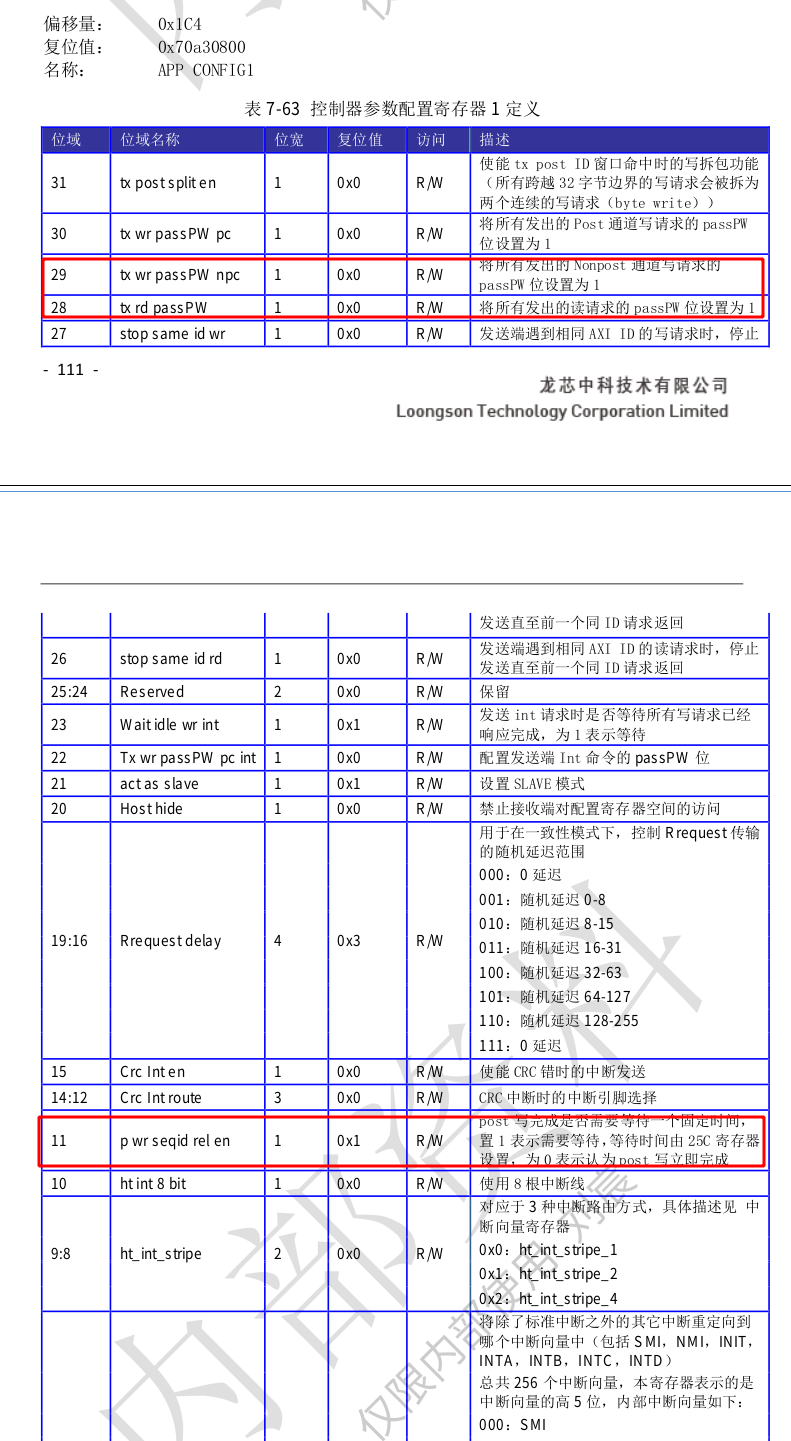 偏移量： 0x1C4
复位值： 0x70a30800
名称： APP CONFIG1
表 7-63 控制器参数配置寄存器 1 定义
位域 位域名称 位宽 复位值 访问 描述
31 tx post split en 1 0x0 R/W 使能 tx post ID 窗口命中时的写拆包功能
（所有跨越 32 字节边界的写请求会被拆为
两个连续的写请求（byte write））
30 tx wr passPW pc 1 0x0 R/W 将所有发出的 Post 通道写请求的 passPW
位设置为 1
29 tx wr passPW npc 1 0x0 R/W 将所有发出的 Nonpost 通道写请求的
passPW 位设置为 1
28 tx rd passPW 1 0x0 R/W 将所有发出的读请求的 passPW 位设置为 1
27 stop same id wr 1 0x0 R/W 发送端遇到相同 AXI ID 的写请求时，停止
- 111 -
龙芯中科技术有限公司
Loongson Technology Corporation Limited
发送直至前一个同 ID 请求返回
26 stop same id rd 1 0x0 R/W 发送端遇到相同 AXI ID 的读请求时，停止
发送直至前一个同 ID 请求返回
25:24 Reserved 2 0x0 R/W 保留
23 Wait idle wr int 1 0x1 R/W 发送 int 请求时是否等待所有写请求已经
响应完成，为 1 表示等待
22 Tx wr passPW pc int 1 0x0 R/W 配置发送端 Int 命令的 passPW 位
21 act as slave 1 0x1 R/W 设置 SLAVE 模式
20 Host hide 1 0x0 R/W 禁止接收端对配置寄存器空间的访问
19:16 Rrequest delay 4 0x3 R/W 用于在一致性模式下，控制 Rrequest 传输
的随机延迟范围
000：0 延迟
001：随机延迟 0-8
010：随机延迟 8-15
011：随机延迟 16-31
100：随机延迟 32-63
101：随机延迟 64-127
110：随机延迟 128-255
111：0 延迟
15 Crc Int en 1 0x0 R/W 使能 CRC 错时的中断发送
14:12 Crc Int route 3 0x0 R/W CRC 中断时的中断引脚选择
11 p wr seqid rel en 1 0x1 R/W post 写完成是否需要等待一个固定时间，
置 1 表示需要等待，等待时间由 25C 寄存器
设置，为 0 表示认为 post 写立即完成
10 ht int 8 bit 1 0x0 R/W 使用 8 根中断线
9:8 ht_int_stripe 2 0x0 R/W 对应于 3 种中断路由方式，具体描述见 中
断向量寄存器
0x0：ht_int_stripe_1
0x1：ht_int_stripe_2
0x2：ht_int_stripe_4
将除了标准中断之外的其它中断重定向到
哪个中断向量中（包括 SMI，NMI，INIT，
INTA，INTB，INTC，INTD）
总共 256 个中断向量，本寄存器表示的是
中断向量的高 5 位，内部中断向量如下：
000：SMI
内部资料
仅限内部使用 刘宸